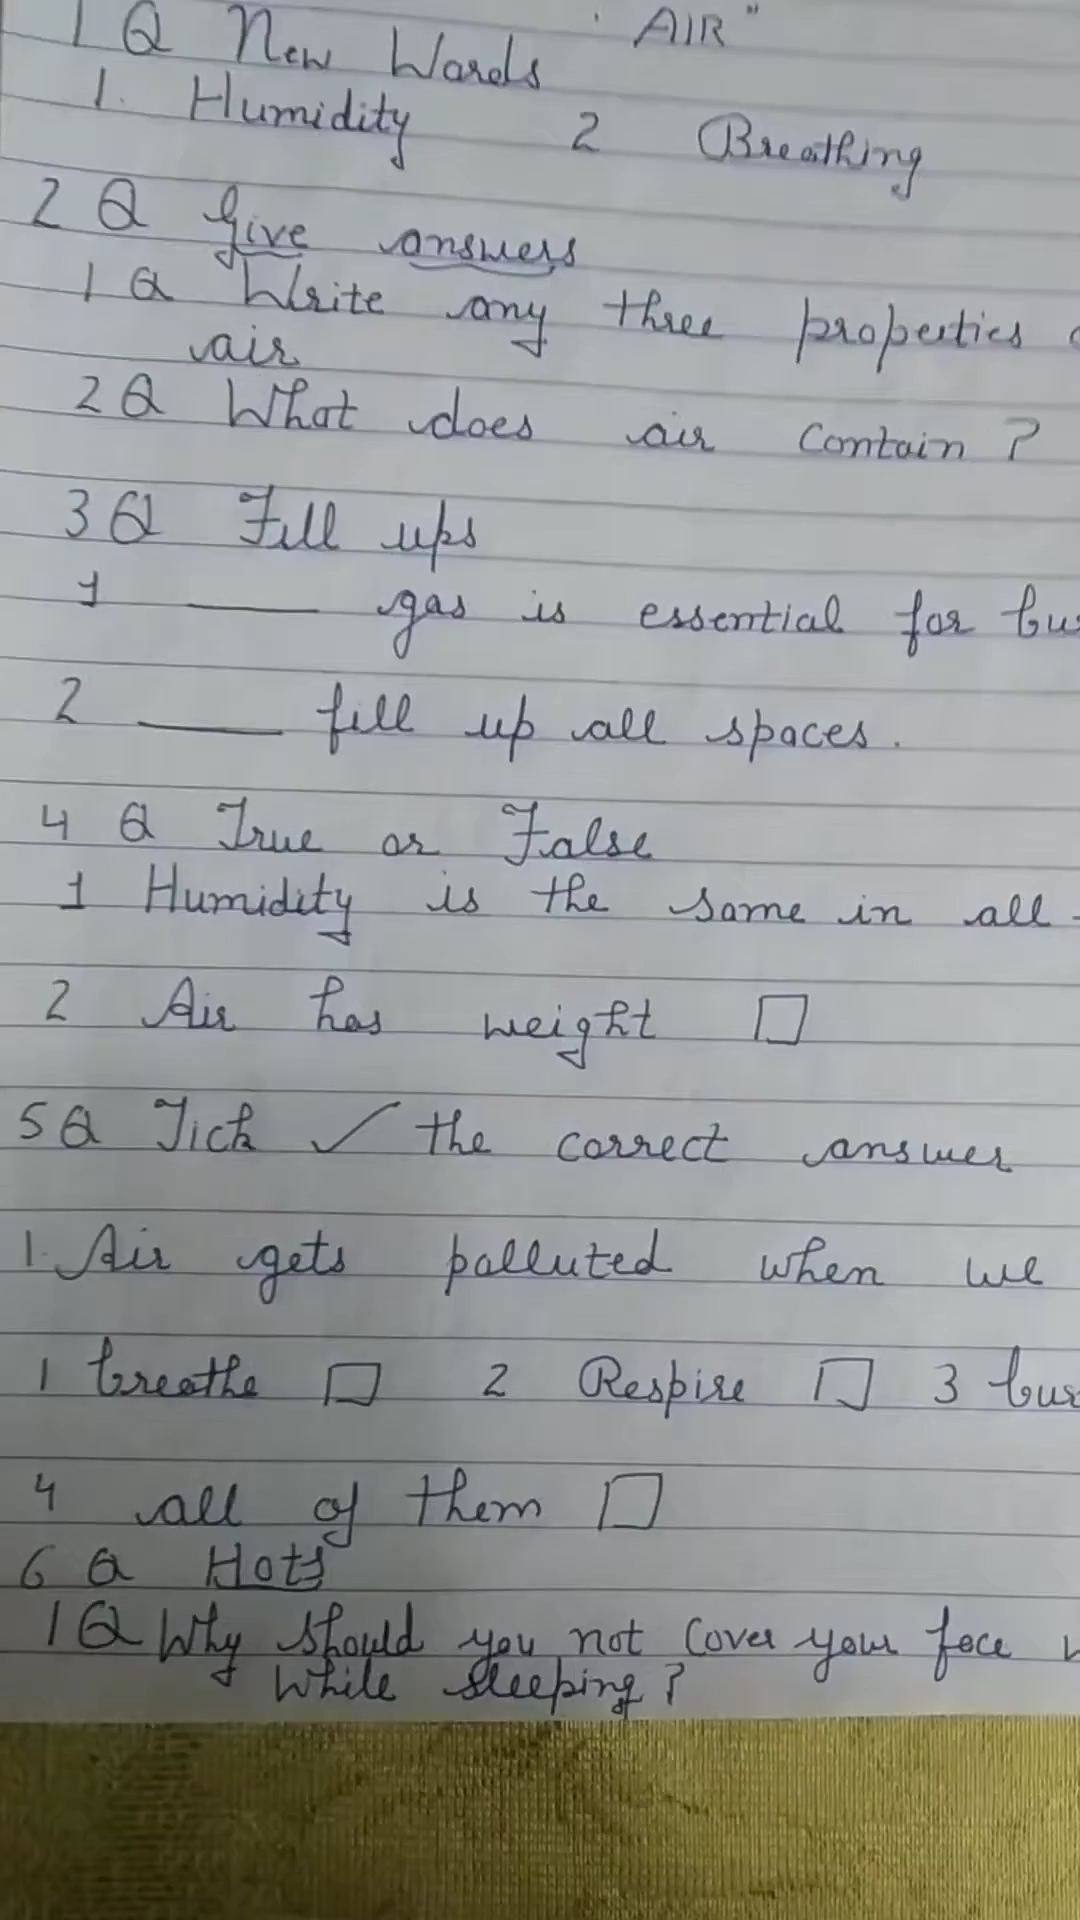 " AIR "
1 Q New Words
1. Humidity 2 Breathing
2 Q Give answers
1 Q Write any three properties
air
2 Q What does air contain ?
3 Q Fill ups
1 ____ gas is essential for
2 ____ fill up all spaces.
4 Q True or False
1 Humidity is the same in all
2 Air has weight
5 Q Tick ✓ the correct answer
1. Air gets palluted when we
1 breathe 2 Respire 3
4 all of them
6 Q Hots
1 Q Why should you not cover your face
while sleeping?